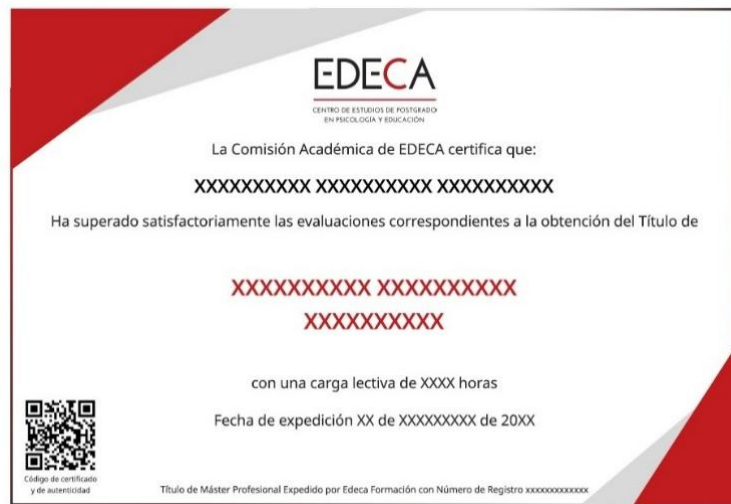 EDECA
CENTRO DE ESTUDIOS DE POSTGRADO
EN PSICOLOGÍA Y EDUCACIÓN
La Comisión Académica de EDECA certifica que:
XXXXXXXXXX XXXXXXXXXX XXXXXXXXXX
Ha superado satisfactoriamente las evaluaciones correspondientes a la obtención del Título de
XXXXXXXXXX XXXXXXXXXX
XXXXXXXXXX
con una carga lectiva de XXXX horas
Fecha de expedición XX de XXXXXXXXX de 20XX
Código de certificado
y de autenticidad
Título de Máster Profesional Expedido por Edeca Formación con Número de Registro xxxxxxxxxxxxx